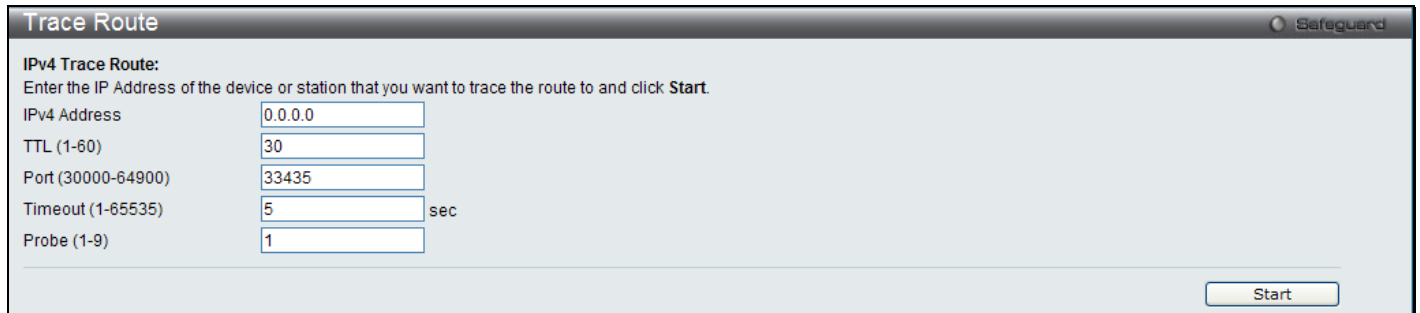 Trace Route
Safeguard
IPv4 Trace Route:
Enter the IP Address of the device or station that you want to trace the route to and click Start.
IPv4 Address 0.0.0.0
TTL (1-60) 30
Port (30000-64900) 33435
Timeout (1-65535) 5 sec
Probe (1-9) 1
Start